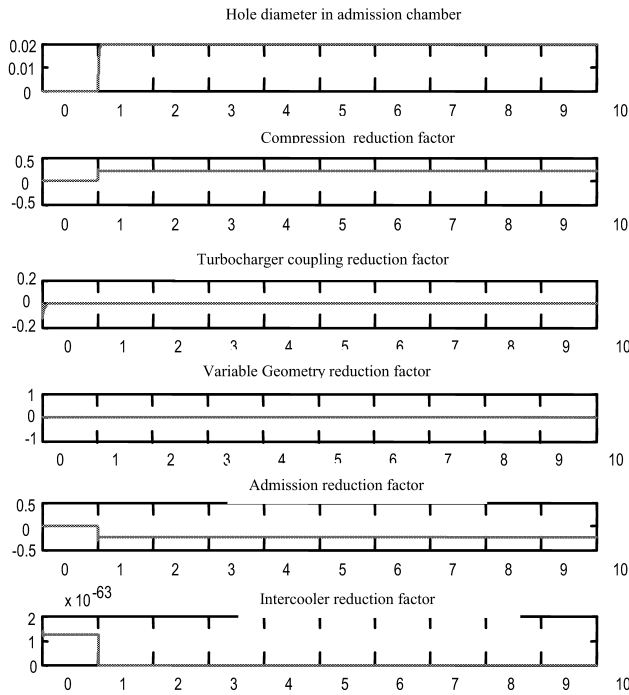 Hole diameter in admission chamber
0.02
0.01
0
0 1 2 3 4 5 6 7 8 9 10
Compression reduction factor
0.5
0
-0.5
0 1 2 3 4 5 6 7 8 9 10
Turbocharger coupling reduction factor
0.2
0
-0.2
0 1 2 3 4 5 6 7 8 9 10
Variable Geometry reduction factor
1
0
-1
0 1 2 3 4 5 6 7 8 9 10
Admission reduction factor
0.5
0
-0.5
0 1 2 3 4 5 6 7 8 9 10
x 10-63 Intercooler reduction factor
2
1
0
0 1 2 3 4 5 6 7 8 9 10